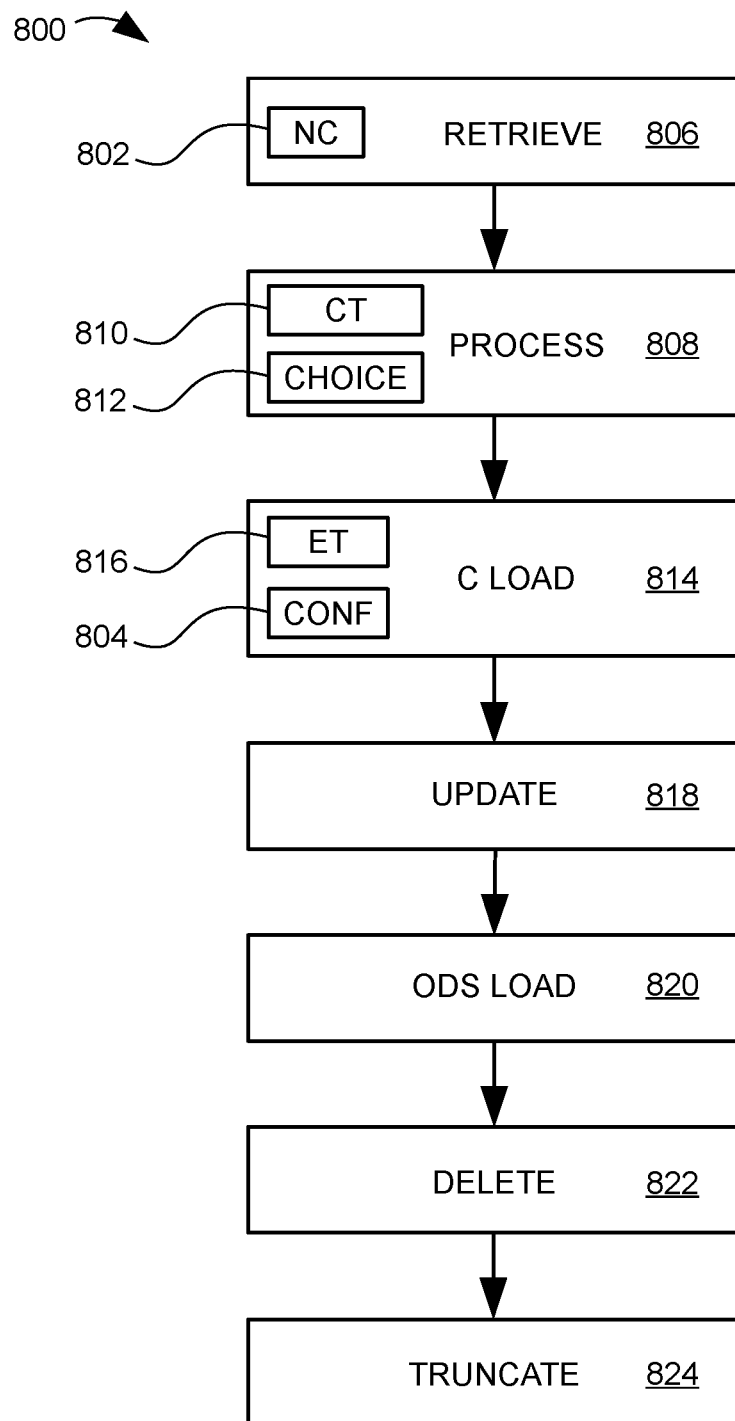 800
802 NC RETRIEVE 806
810 CT
PROCESS 808
812 CHOICE
816 ET
C LOAD 814
804 CONF
UPDATE 818
ODS LOAD 820
DELETE 822
TRUNCATE 824